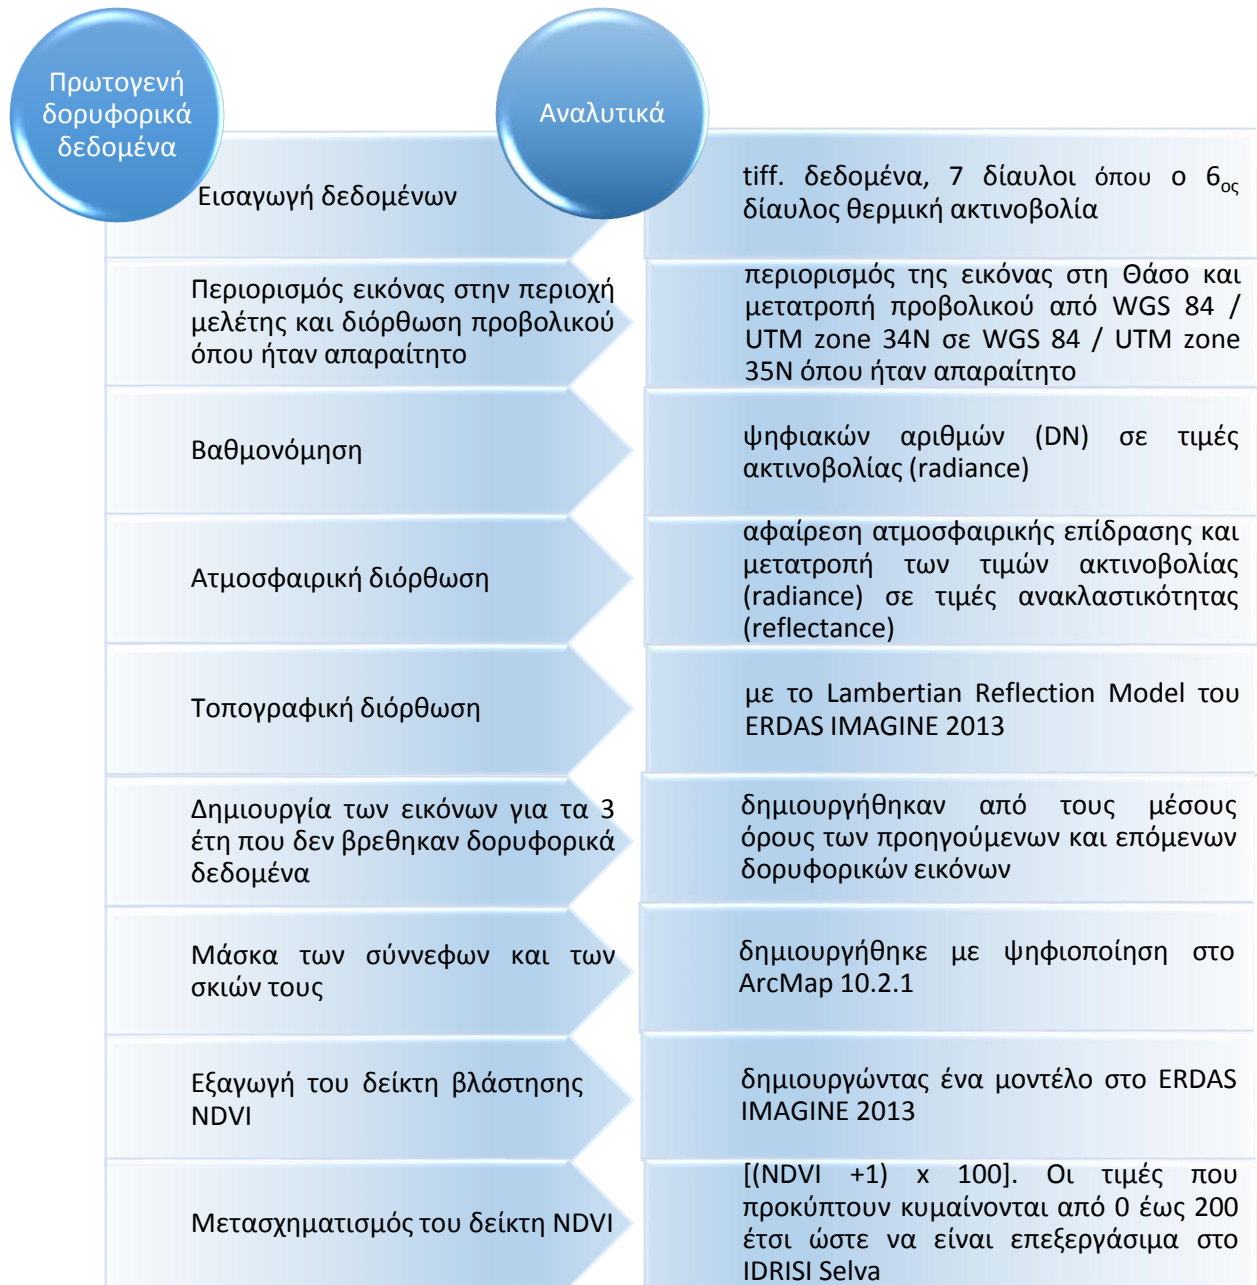 Πρωτογενή
δορυφορικά
δεδομένα
Αναλυτικά
Εισαγωγή δεδομένων
tiff. δεδομένα, 7 δίαυλοι όπου ο 6ος
δίαυλος θερμική ακτινοβολία
Περιορισμός εικόνας στην περιοχή
μελέτης και διόρθωση προβολικού
όπου ήταν απαραίτητο
περιορισμός της εικόνας στη Θάσο και
μετατροπή προβολικού από WGS 84 /
UTM zone 34N σε WGS 84 / UTM zone
35N όπου ήταν απαραίτητο
Βαθμονόμηση
ψηφιακών αριθμών (DN) σε τιμές
ακτινοβολίας (radiance)
Ατμοσφαιρική διόρθωση
αφαίρεση ατμοσφαιρικής επίδρασης και
μετατροπή των τιμών ακτινοβολίας
(radiance) σε τιμές ανακλαστικότητας
(reflectance)
Τοπογραφική διόρθωση
με το Lambertian Reflection Model του
ERDAS IMAGINE 2013
Δημιουργία των εικόνων για τα 3
έτη που δεν βρεθηκαν δορυφορικά
δεδομένα
δημιουργήθηκαν από τους μέσους
όρους των προηγούμενων και επόμενων
δορυφορικών εικόνων
Μάσκα των σύννεφων και των
σκιών τους
δημιουργήθηκε με ψηφιοποίηση στο
ArcMap 10.2.1
Εξαγωγή του δείκτη βλάστησης
NDVI
δημιουργώντας ένα μοντέλο στο ERDAS
IMAGINE 2013
Μετασχηματισμός του δείκτη NDVI
[(NDVI +1) x 100]. Οι τιμές που
προκύπτουν κυμαίνονται από 0 έως 200
έτσι ώστε να είναι επεξεργάσιμα στο
IDRISI Selva